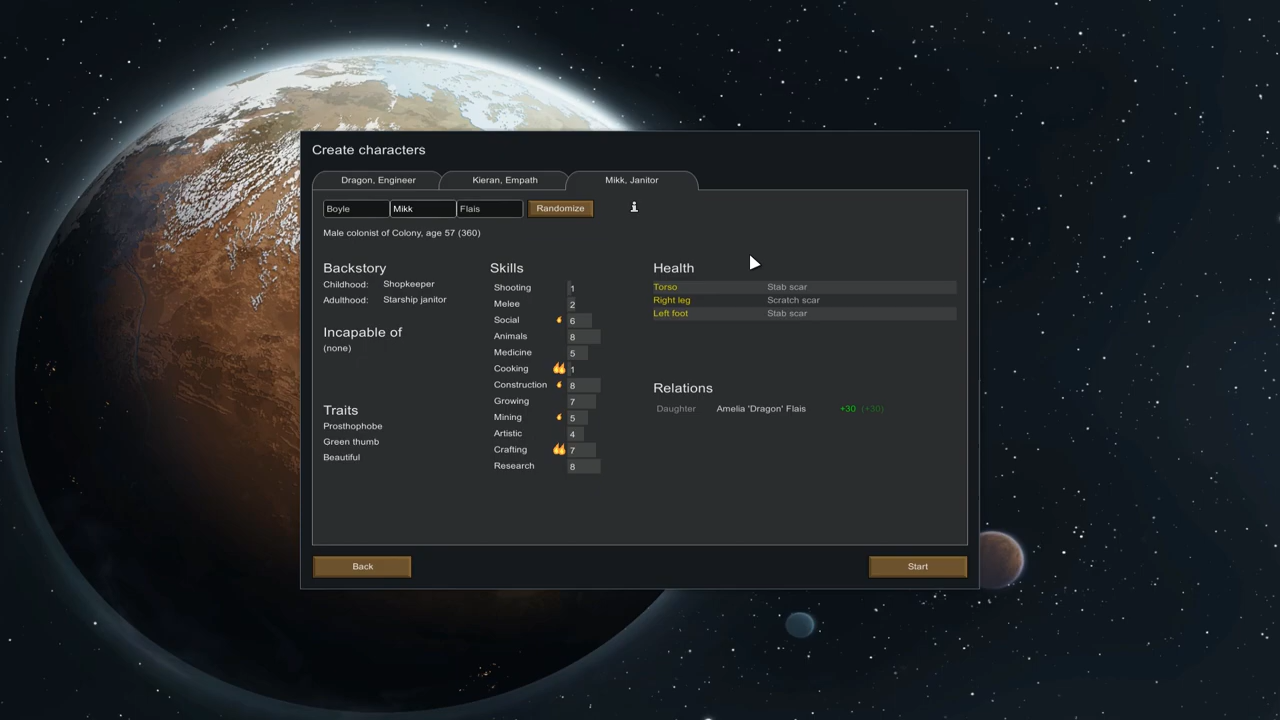 Create characters
Dragon, Engineer Kieran, Empath Mikk, Janitor
Boyle Mikk Flais Randomize
Male colonist of Colony, age 57 (360)
Backstory
Childhood: Shopkeeper
Adulthood: Starship janitor
Incapable of
(none)
Traits
Prosthophobe
Green thumb
Beautiful
Skills
Shooting 1
Melee 2
Social 6
Animals 8
Medicine 5
Cooking 1
Construction 8
Growing 7
Mining 5
Artistic 4
Crafting 7
Research 8
Health
Torso Stab scar
Right leg Scratch scar
Left foot Stab scar
Relations
Daughter Amelia 'Dragon' Flais +30 (+30)
Back Start